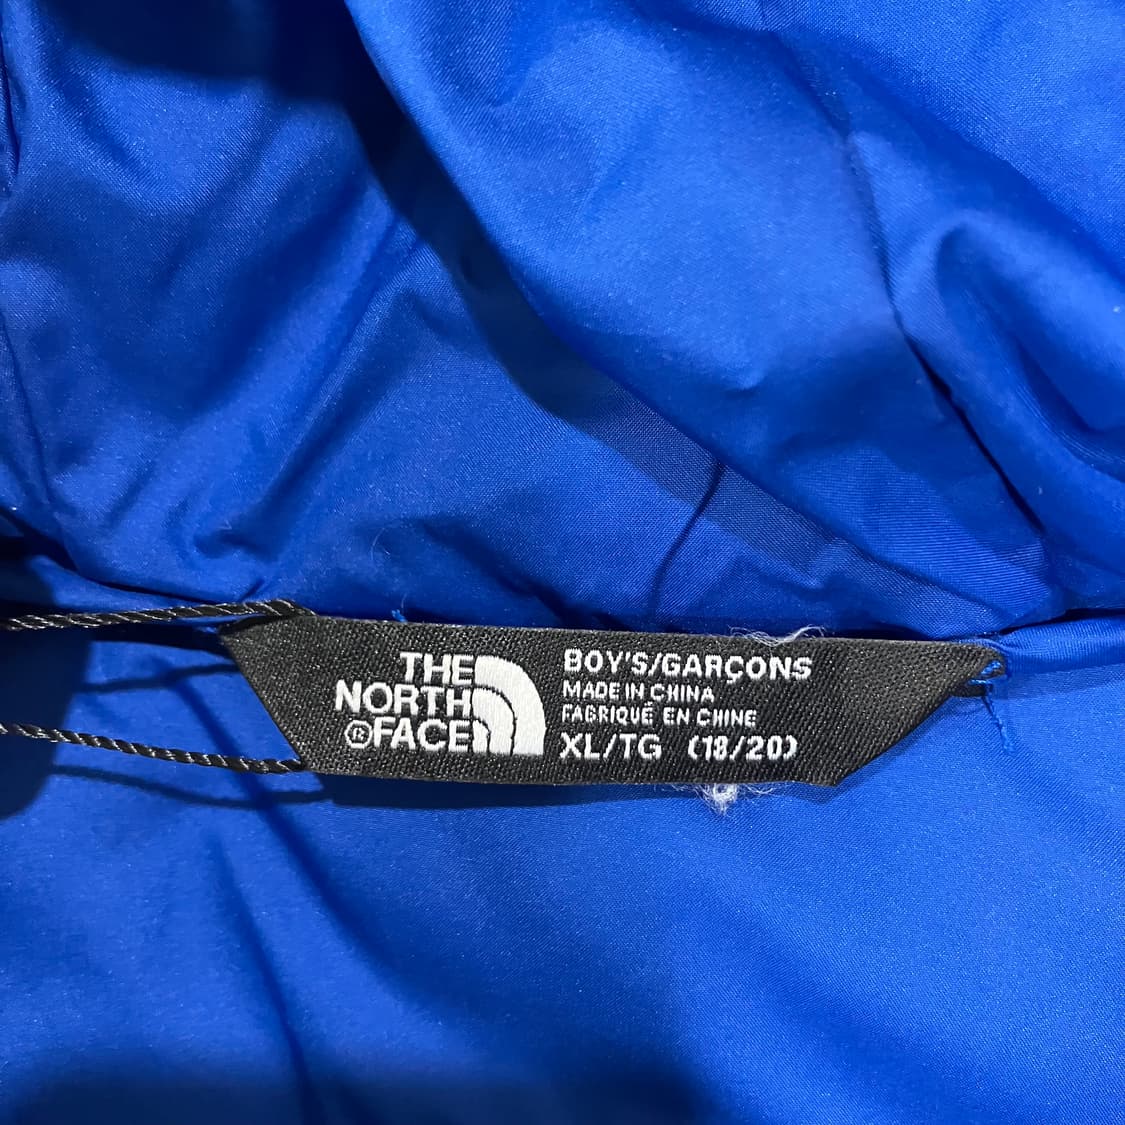 THE
NORTH
®FACE
BOY'S/GARÇONS
MADE IN CHINA
FABRIQUÉ EN CHINE
XL/TG (18/20)